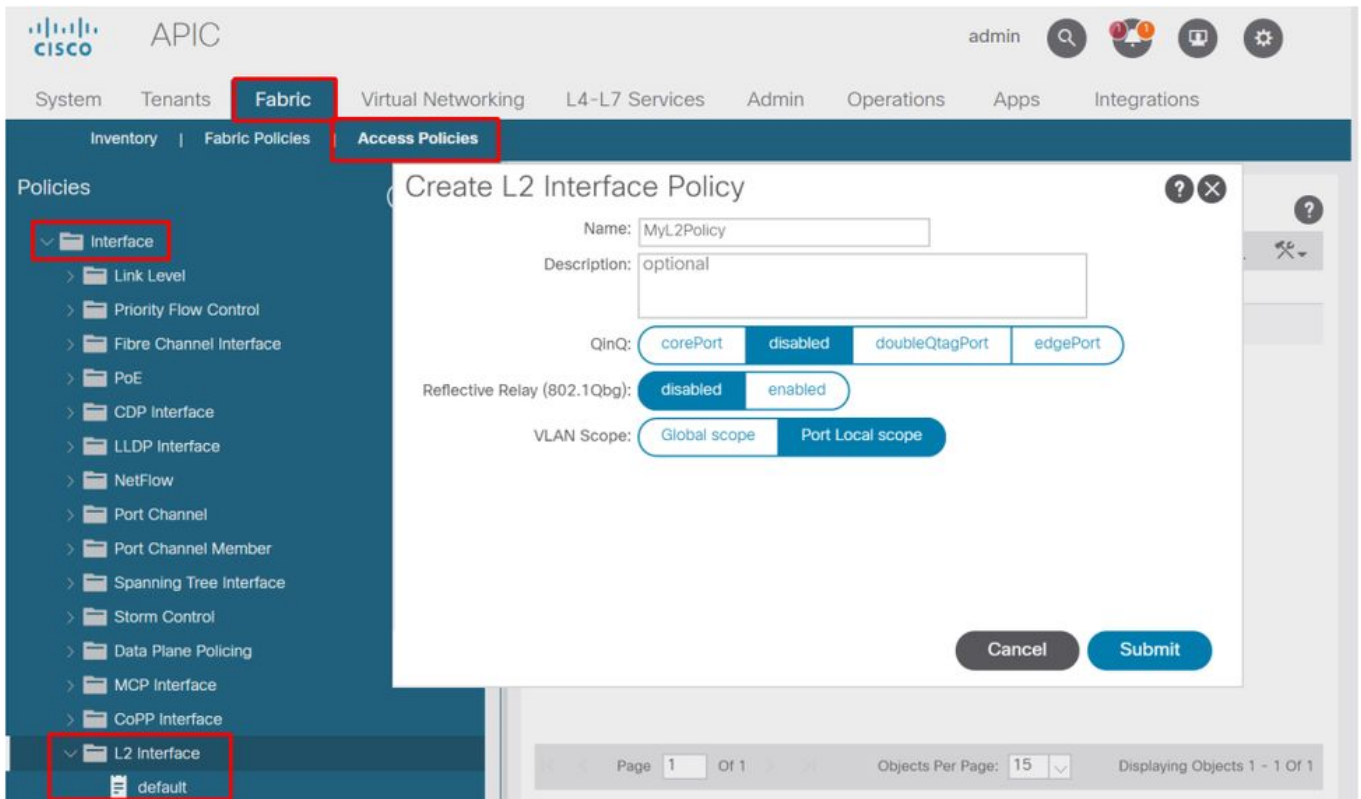 CISCO
APIC
admin
1
System Tenants Fabric Virtual Networking L4-L7 Services Admin Operations Apps Integrations
Inventory | Fabric Policies | Access Policies
Policies
Interface
Link Level
Priority Flow Control
Fibre Channel Interface
PoE
CDP Interface
LLDP Interface
NetFlow
Port Channel
Port Channel Member
Spanning Tree Interface
Storm Control
Data Plane Policing
MCP Interface
CoPP Interface
L2 Interface
default
Create L2 Interface Policy
Name: MyL2Policy
Description: optional
QinQ: corePort disabled doubleQtagPort edgePort
Reflective Relay (802.1Qbg): disabled enabled
VLAN Scope: Global scope Port Local scope
Cancel Submit
Page 1 Of 1 Objects Per Page: 15 Displaying Objects 1 - 1 Of 1